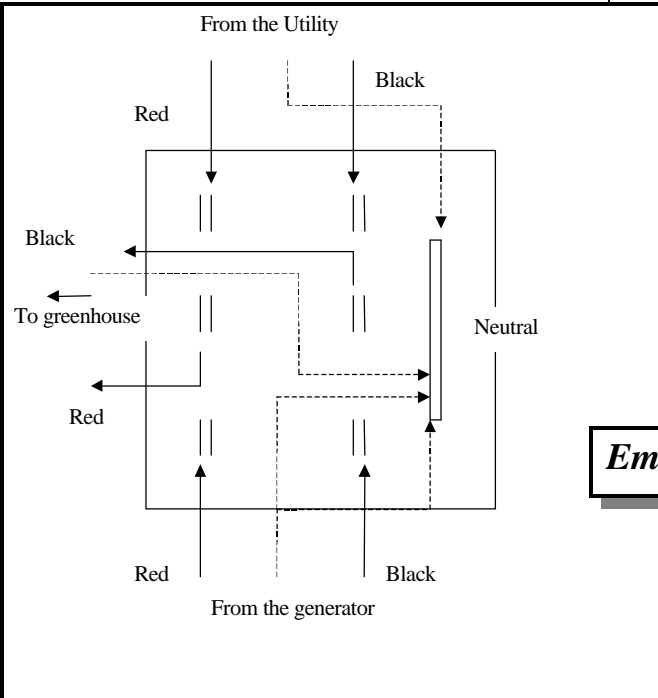 From the Utility
Black
Red
Black
To greenhouse
Neutral
Red
Em
Red
Black
From the generator